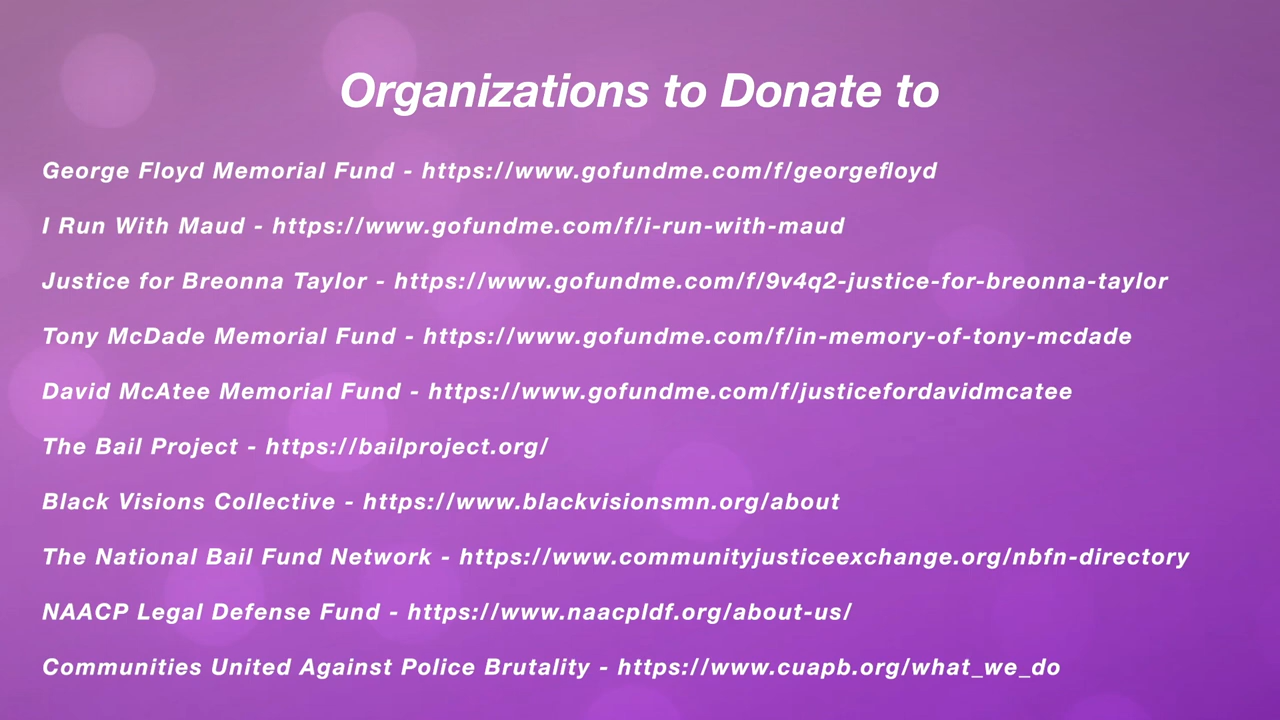 Organizations to Donate to
George Floyd Memorial Fund - https://www.gofundme.com/f/georgefloyd
I Run With Maud - https://www.gofundme.com/f/i-run-with-maud
Justice for Breonna Taylor - https://www.gofundme.com/f/9v4q2-justice-for-breonna-taylor
Tony McDade Memorial Fund - https://www.gofundme.com/f/in-memory-of-tony-mcdade
David McAtee Memorial Fund - https://www.gofundme.com/f/justicefordavidmcatee
The Bail Project - https://bailproject.org/
Black Visions Collective - https://www.blackvisionsmn.org/about
The National Bail Fund Network - https://www.communityjusticeexchange.org/nbfn-directory
NAACP Legal Defense Fund - https://www.naacpldf.org/about-us/
Communities United Against Police Brutality - https://www.cuapb.org/what_we_do